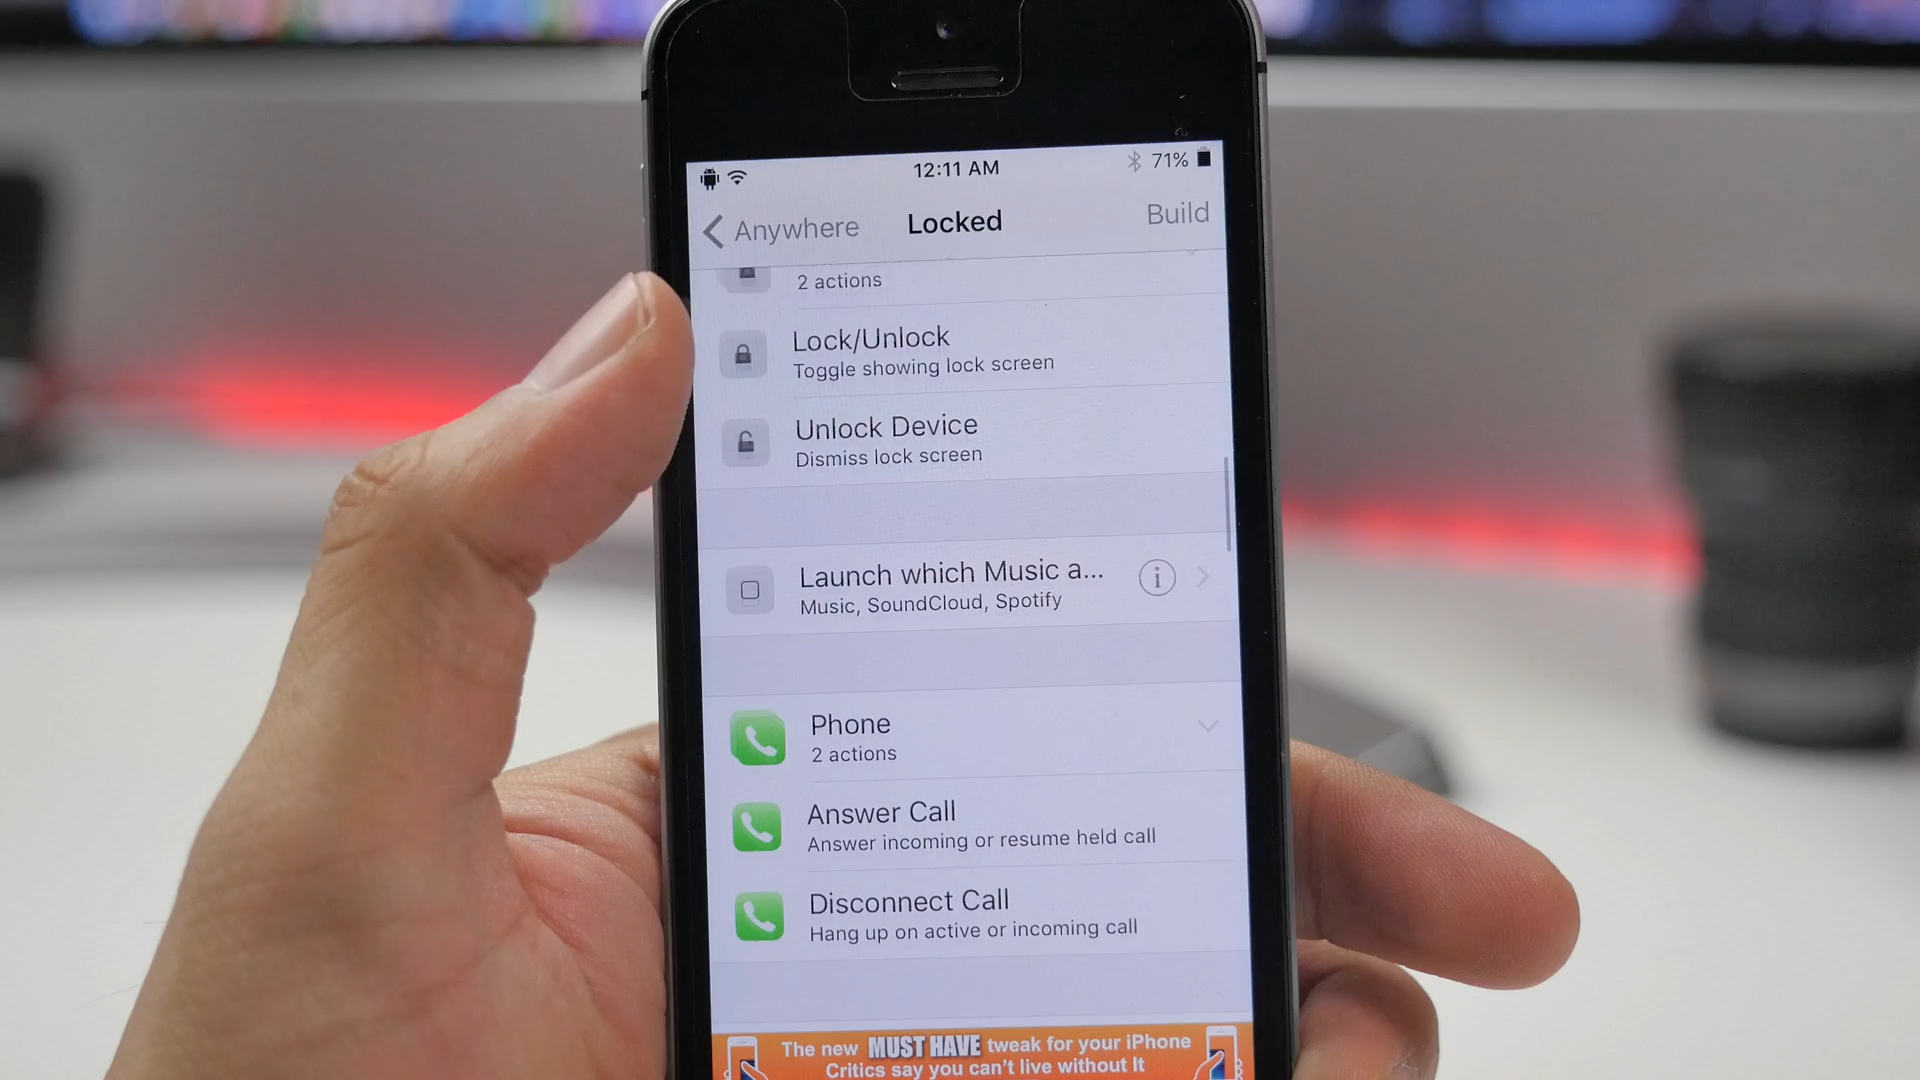 12:11 AM
71%
Anywhere
Locked
Build
2 actions
Lock/Unlock
Toggle showing lock screen
Unlock Device
Dismiss lock screen
Launch which Music a...
Music, SoundCloud, Spotify
Phone
2 actions
Answer Call
Answer incoming or resume held call
Disconnect Call
Hang up on active or incoming call
The new MUST HAVE tweak for your iPhone
Critics say you can't live without It